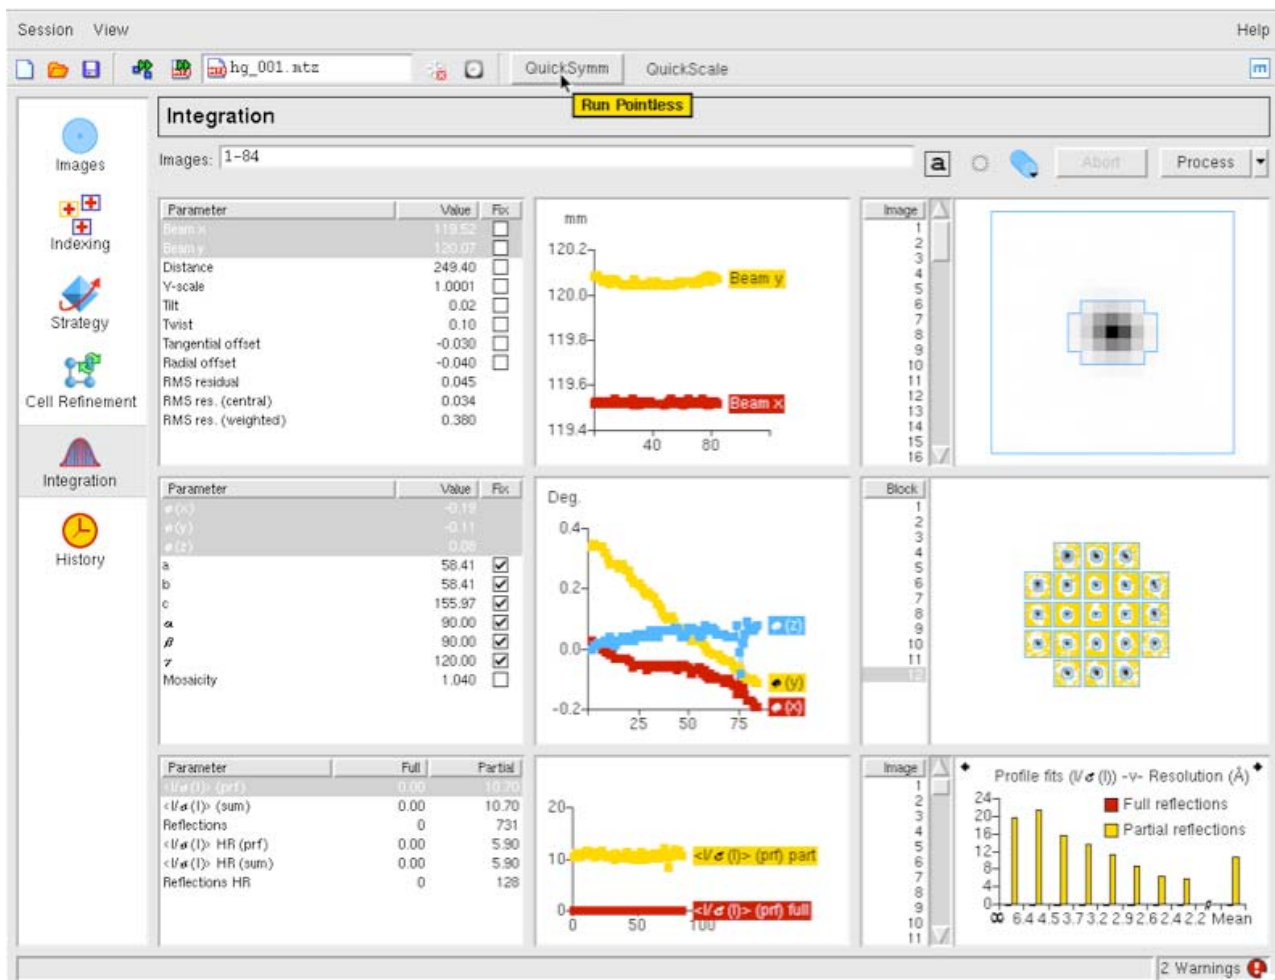 Session View Help
hg_001.mtz QuickSymm QuickScale
Run Pointless
Integration
Images: 1-84 a Abort Process
Images
Indexing
Strategy
Cell Refinement
Integration
History
Parameter Value Fix
Beam x 119.52
Beam y 120.07
Distance 249.40
Y-scale 1.0001
Tilt 0.02
Twist 0.10
Tangential offset -0.030
Radial offset -0.040
RMS residual 0.045
RMS res. (central) 0.034
RMS res. (weighted) 0.380
mm
120.2
120.0
119.8
119.6
119.4
40 80
Beam y
Beam x
Image
1
2
3
4
5
6
7
8
9
10
11
12
13
14
15
16
Parameter Value Fix
ø(x) -0.19
ø(y) -0.11
ø(z) 0.08
a 58.41
b 58.41
c 155.97
α 90.00
β 90.00
γ 120.00
Mosaicity 1.040
Deg.
0.4
0.2
0.0
-0.2
25 50 75
(z)
(y)
(x)
Block
1
2
3
4
5
6
7
8
9
10
11
12
Parameter Full Partial
<I/σ(I)> (prf) 0.00 10.70
<I/σ(I)> (sum) 0.00 10.70
Reflections 0 731
<I/σ(I)> HR (prf) 0.00 5.90
<I/σ(I)> HR (sum) 0.00 5.90
Reflections HR 0 128
20
10
0
0 50 100
<I/σ(I)> (prf) part
<I/σ(I)> (prf) full
Image
1
2
3
4
5
6
7
8
9
10
11
Profile fits (I/σ(I)) -v- Resolution (Å)
Full reflections
Partial reflections
24
20
16
12
8
4
0
∞ 6.4 4.5 3.7 3.2 2.9 2.6 2.4 2.2 Mean
2 Warnings